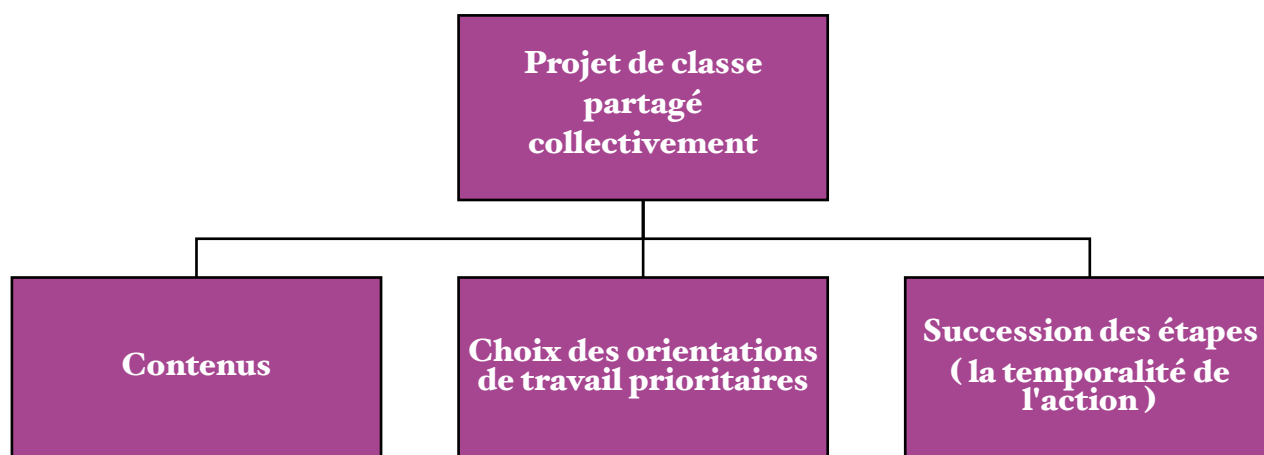 Projet de classe
partagé
collectivement
Contenus
Choix des orientations
de travail prioritaires
Succession des étapes
( la temporalité de
l'action )